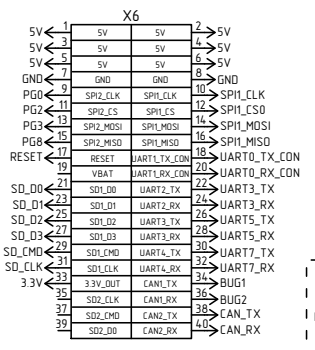 X6
5V 1 5V 5V 2 5V
5V 3 5V 5V 4 5V
5V 5 5V 5V 6 5V
GND 7 GND GND 8 GND
PG0 9 SPI2_CLK SPI1_CLK 10 SPI1_CLK
PG2 11 SPI2_CS SPI1_CS 12 SPI1_CS0
PG3 13 SPI2_MOSI SPI1_MOSI 14 SPI1_MOSI
PG8 15 SPI2_MISO SPI1_MISO 16 SPI1_MISO
RESET 17 RESET UART1_TX_CON 18 UART0_TX_CON
19 VBAT UART1_RX_CON 20 UART0_RX_CON
SD_D0 21 SD1_D0 UART2_TX 22 UART3_TX
SD_D1 23 SD1_D1 UART2_RX 24 UART3_RX
SD_D2 25 SD1_D2 UART3_TX 26 UART5_TX
SD_D3 27 SD1_D3 UART3_RX 28 UART5_RX
SD_CMD 29 SD1_CMD UART4_TX 30 UART7_TX
SD_CLK 31 SD1_CLK UART4_RX 32 UART7_RX
3.3V 33 3.3V_OUT CAN1_TX 34 BUG1
35 SD2_CLK CAN1_RX 36 BUG2
37 SD2_CMD CAN2_TX 38 CAN_TX
39 SD2_D0 CAN2_RX 40 CAN_RX